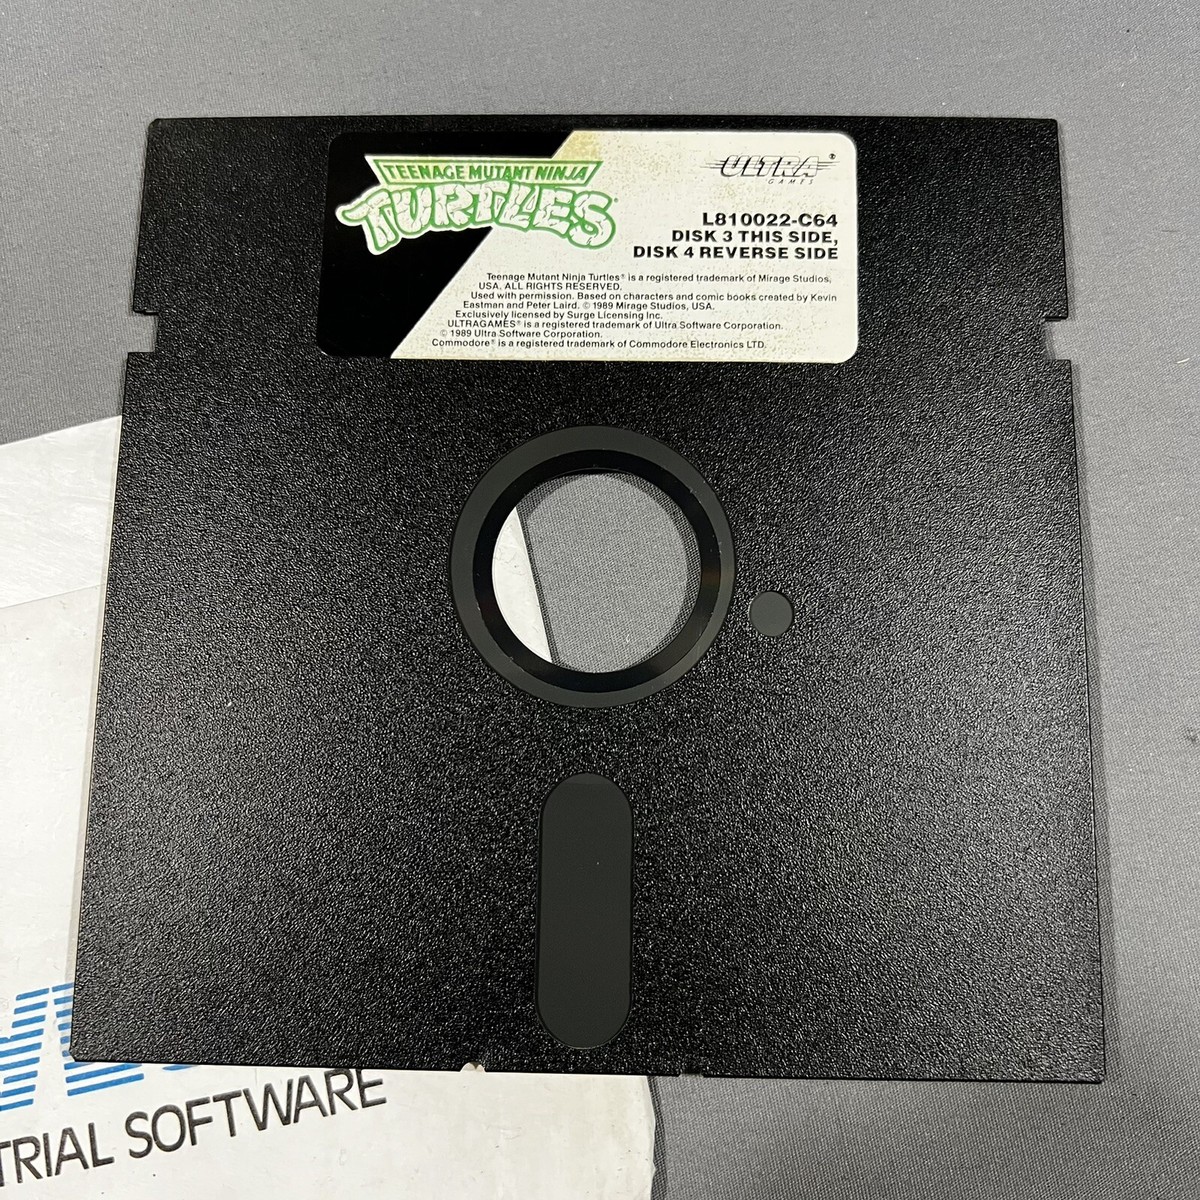 TEENAGE MUTANT NINJA
TURTLES®
ULTRA®
GAMES
L810022-C64
DISK 3 THIS SIDE,
DISK 4 REVERSE SIDE
Teenage Mutant Ninja Turtles® is a registered trademark of Mirage Studios,
USA. ALL RIGHTS RESERVED.
Used with permission. Based on characters and comic books created by Kevin
Eastman and Peter Laird. © 1989 Mirage Studios, USA.
Exclusively licensed by Surge Licensing Inc.
ULTRAGAMES® is a registered trademark of Ultra Software Corporation.
© 1989 Ultra Software Corporation.
Commodore® is a registered trademark of Commodore Electronics LTD.
TRIAL SOFTWARE